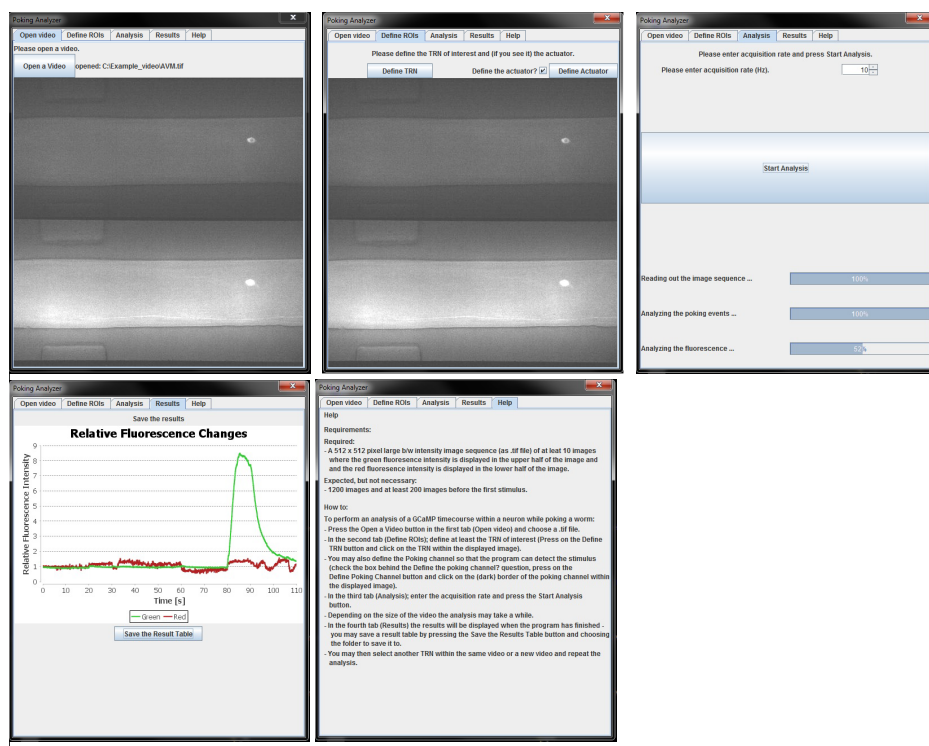 Poking Analyzer
x
Open video Define ROIs Analysis Results Help
Please open a video.
Open a Video opened: C:\Example_video\AVM.tif
Poking Analyzer
x
Open video Define ROIs Analysis Results Help
Please define the TRN of interest and (if you see it) the actuator.
Define TRN Define the actuator? Define Actuator
Poking Analyzer
x
Open video Define ROIs Analysis Results Help
Please enter acquisition rate and press Start Analysis.
Please enter acquisition rate (Hz). 10
Start Analysis
Reading out the image sequence ... 100%
Analyzing the poking events ... 100%
Analyzing the fluorescence ...
Poking Analyzer
x
Open video Define ROIs Analysis Results Help
Save the results
Relative Fluorescence Changes
Relative Fluorescence Intensity
9
8
7
6
5
4
3
2
1
0
0 10 20 30 40 50 60 70 80 90 100 110
Time [s]
Green Red
Save the Result Table
Poking Analyzer
x
Open video Define ROIs Analysis Results Help
Help
Requirements:
Required:
- A 512 x 512 pixel large b/w intensity image sequence (as .tif file) of at leat 10 images
where the green fluoresence intensity is displayed in the upper half of the image and
and the red fluoresence intensity is displayed in the lower half of the image.
Expected, but not necessary:
- 1200 images and at least 200 images before the first stimulus.
How to:
To perform an analysis of a GCaMP timecourse within a neuron while poking a worm:
- Press the Open a Video button in the first tab (Open video) and choose a .tif file.
- In the second tab (Define ROIs); define at least the TRN of interest (Press on the Define
TRN button and click on the TRN within the displayed image).
- You may also define the Poking channel so that the program can detect the stimulus
(check the box behind the Define the poking channel? question, press on the
Define Poking Channel button and click on the (dark) border of the poking channel within
the displayed image).
- In the third tab (Analysis); enter the acquisition rate and press the Start Analysis
button.
- Depending on the size of the video the analysis may take a while.
- In the fourth tab (Results) the results will be displayed when the program has finished -
you may save a result table by pressing the Save the Results Table button and choosing
the folder to save it to.
- You may then select another TRN within the same video or a new video and repeat the
analysis.